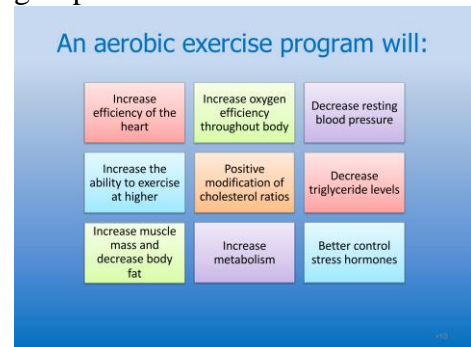 An aerobic exercise program will:
Increase
efficiency of the
heart
Increase oxygen
efficiency
throughout body
Decrease resting
blood pressure
Increase the
ability to exercise
at higher
Positive
modification of
cholesterol ratios
Decrease
triglyceride levels
Increase muscle
mass and
decrease body
fat
Increase
metabolism
Better control
stress hormones